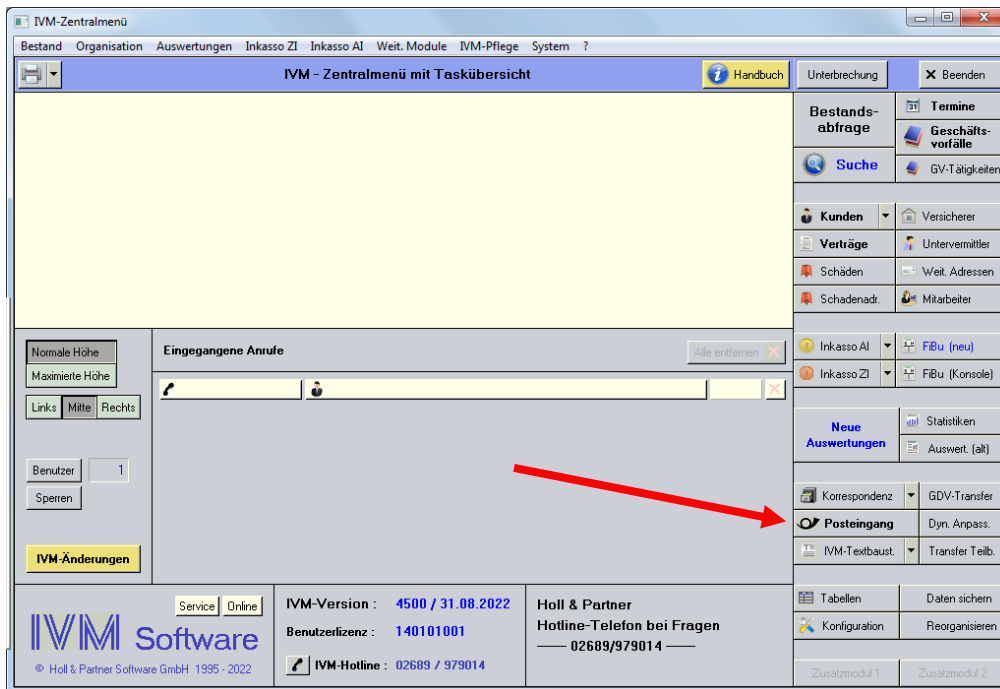 IVM-Zentralmenü
Bestand Organisation Auswertungen Inkasso ZI Inkasso AI Weit. Module IVM-Pflege System ?
IVM - Zentralmenü mit Taskübersicht
Handbuch
Unterbrechung
Beenden
Bestands-
abfrage
31 Termine
Geschäfts-
vorfälle
Suche
GV-Tätigkeiten
Kunden
Versicherer
Verträge
Untervermittler
Schäden
Weit. Adressen
Schadenadr.
Mitarbeiter
Normale Höhe
Maximierte Höhe
Links Mitte Rechts
Eingegangene Anrufe
Alle entfernen
Inkasso AI
FiBu (neu)
Inkasso ZI
FiBu (Konsole)
Neue
Auswertungen
Statistiken
Auswert. (alt)
Benutzer 1
Sperren
IVM-Änderungen
Korrespondenz
GDV-Transfer
Posteingang
Dyn. Anpass.
IVM-Textbaust.
Transfer Teilb.
Tabellen
Daten sichern
Konfiguration
Reorganisieren
Zusatzmodul 1
Zusatzmodul 2
Service Online
IVM Software
© Holl & Partner Software GmbH 1995 - 2022
IVM-Version : 4500 / 31.08.2022
Benutzerlizenz : 140101001
IVM-Hotline : 02689 / 979014
Holl & Partner
Hotline-Telefon bei Fragen
—— 02689/979014 ——